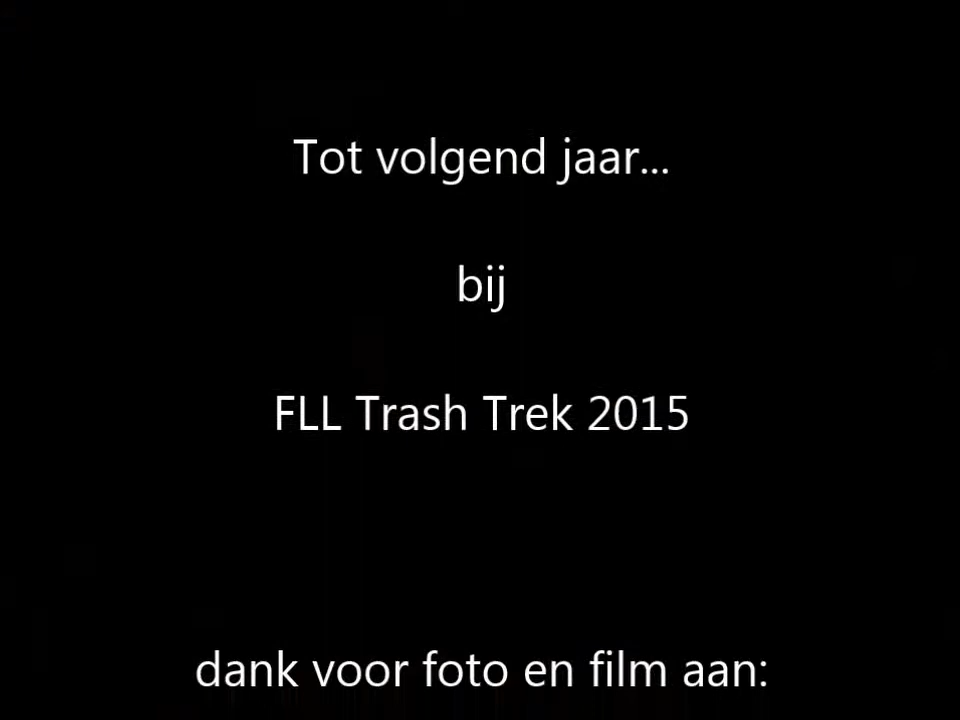 Tot volgend jaar...
bij
FLL Trash Trek 2015
dank voor foto en film aan: